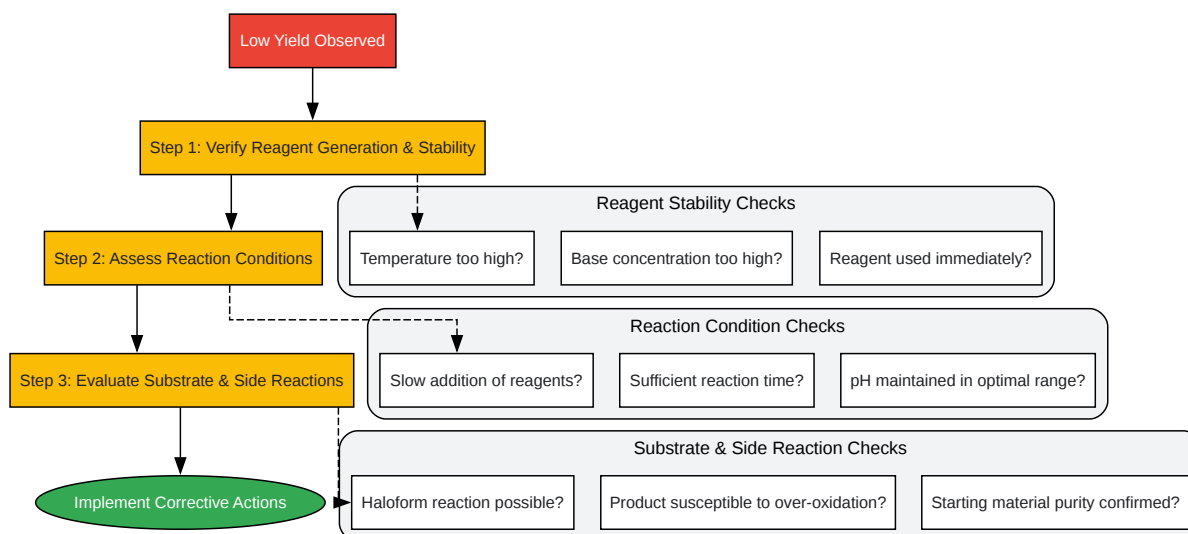 Low Yield Observed
Step 1: Verify Reagent Generation & Stability
Reagent Stability Checks
Step 2: Assess Reaction Conditions
Temperature too high?
Base concentration too high?
Reagent used immediately?
Reaction Condition Checks
Step 3: Evaluate Substrate & Side Reactions
Slow addition of reagents?
Sufficient reaction time?
pH maintained in optimal range?
Substrate & Side Reaction Checks
Implement Corrective Actions
Haloform reaction possible?
Product susceptible to over-oxidation?
Starting material purity confirmed?